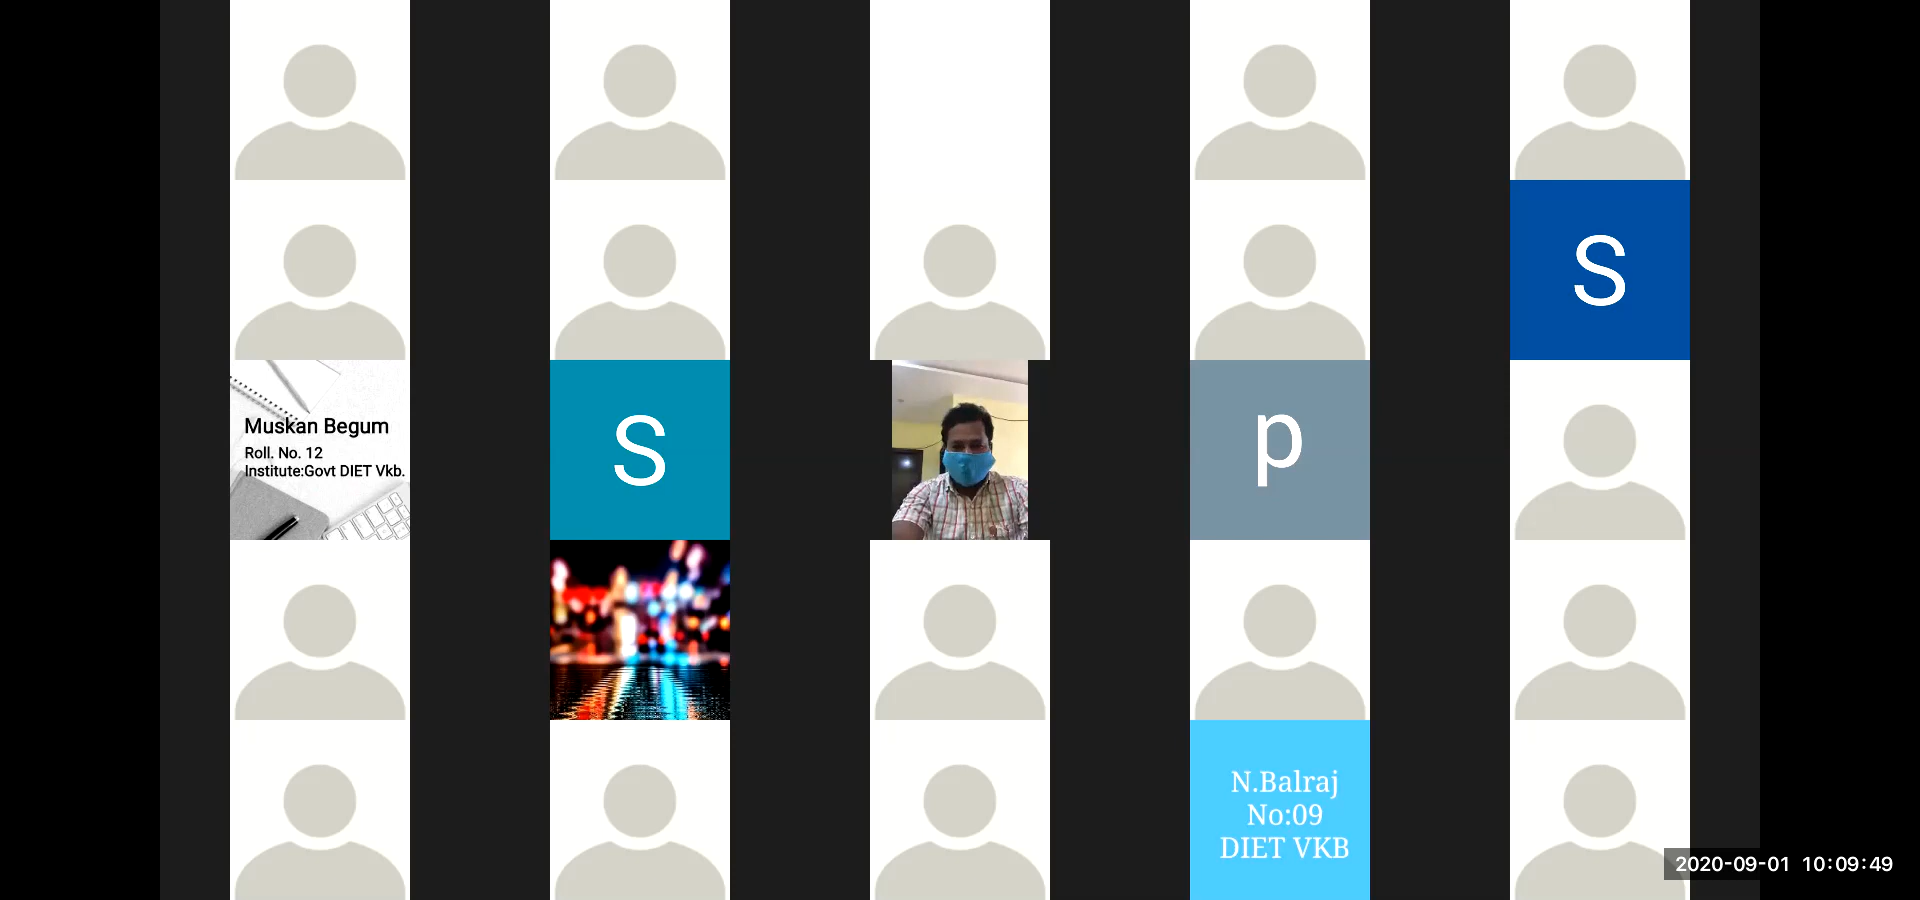 S
Muskan Begum
Roll. No. 12
Institute:Govt DIET Vkb.
S
p
N.Balraj
No:09
DIET VKB
2020-09-01 10:09:49